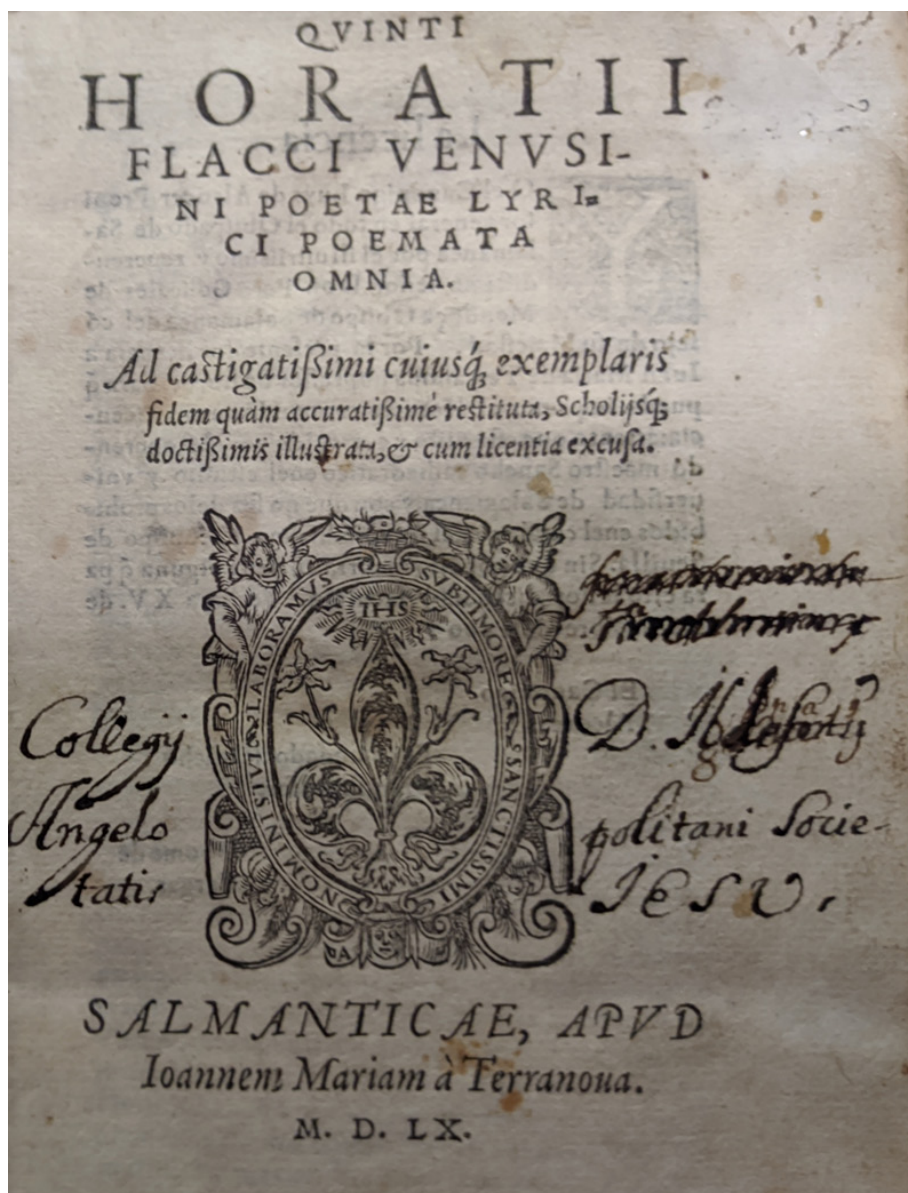 QVINTI
HORATII
FLACCI VENVSI-
NI POETAE LYRI=
CI POEMATA
OMNIA.
Ad castigatißimi cuiusq́; exemplaris
fidem quàm accuratißimè restituta, Scholijsq́;
doctißimis illustrata, & cum licentia excusa.
IHS
SVB TIMORE SANCTISSIMI NOMINIS IVI LABORAMVS
Collegij D.
Angelo politani Socie-
tatis IESV.
SALMANTICAE, APVD
Ioannem Mariam à Terranoua.
M. D. LX.